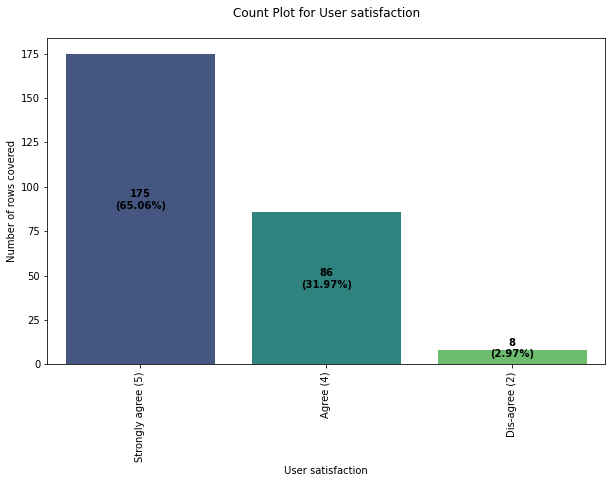 Count Plot for User satisfaction
175
150
125
100
75
50
25
0
Number of rows covered
175
(65.06%)
86
(31.97%)
8
(2.97%)
Strongly agree (5)
Agree (4)
Dis-agree (2)
User satisfaction